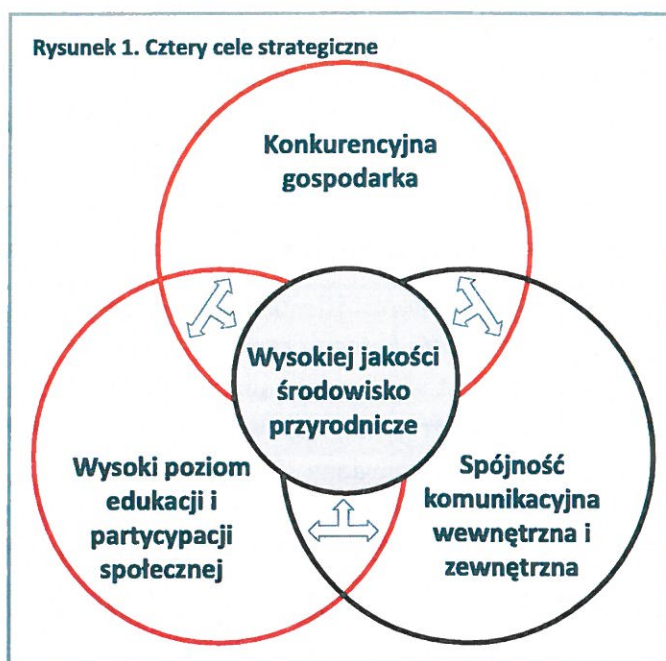 Rysunek 1. Cztery cele strategiczne
Konkurencyjna
gospodarka
Wysokiej jakości
środowisko
przyrodnicze
Wysoki poziom
edukacji i
partycypacji
społecznej
Spójność
komunikacyjna
wewnętrzna i
zewnętrzna